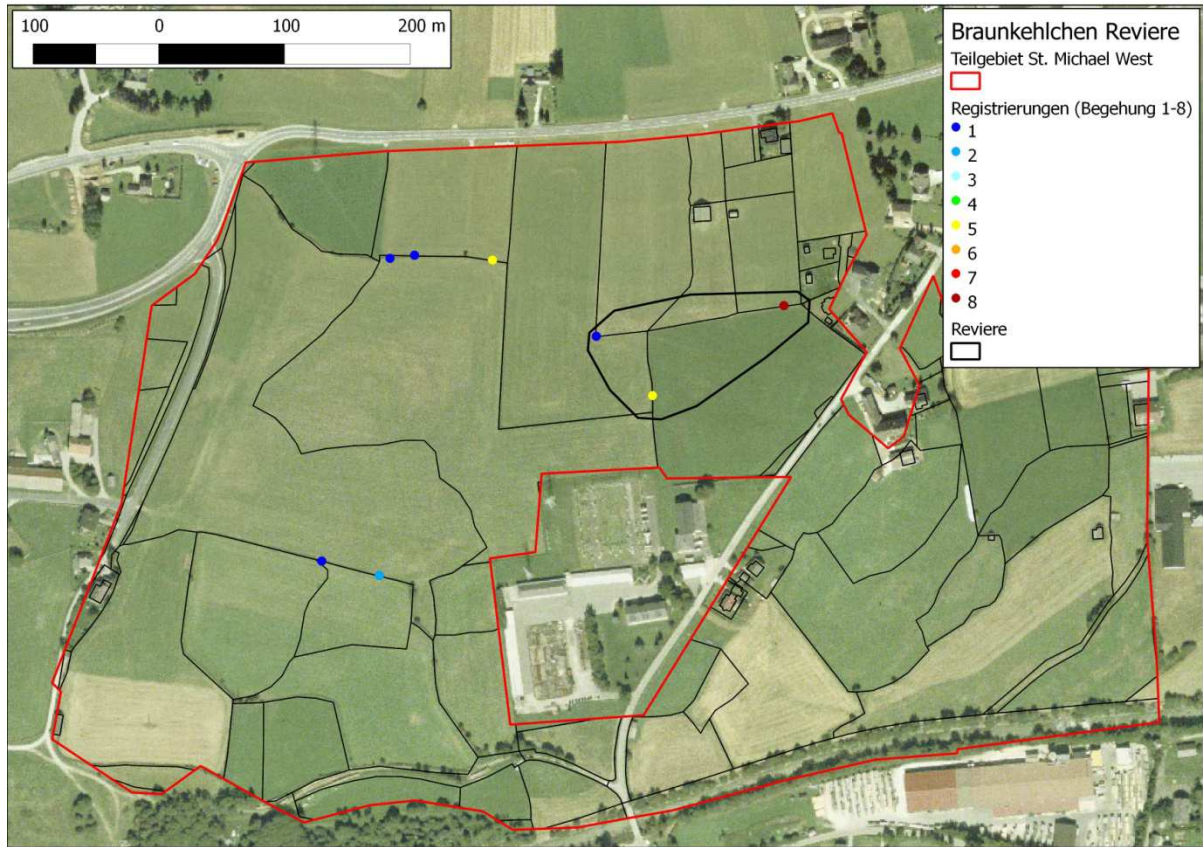 100 0 100 200 m
Braunkehlchen Reviere
Teilgebiet St. Michael West
Registrierungen (Begehung 1-8)
1
2
3
4
5
6
7
8
Reviere